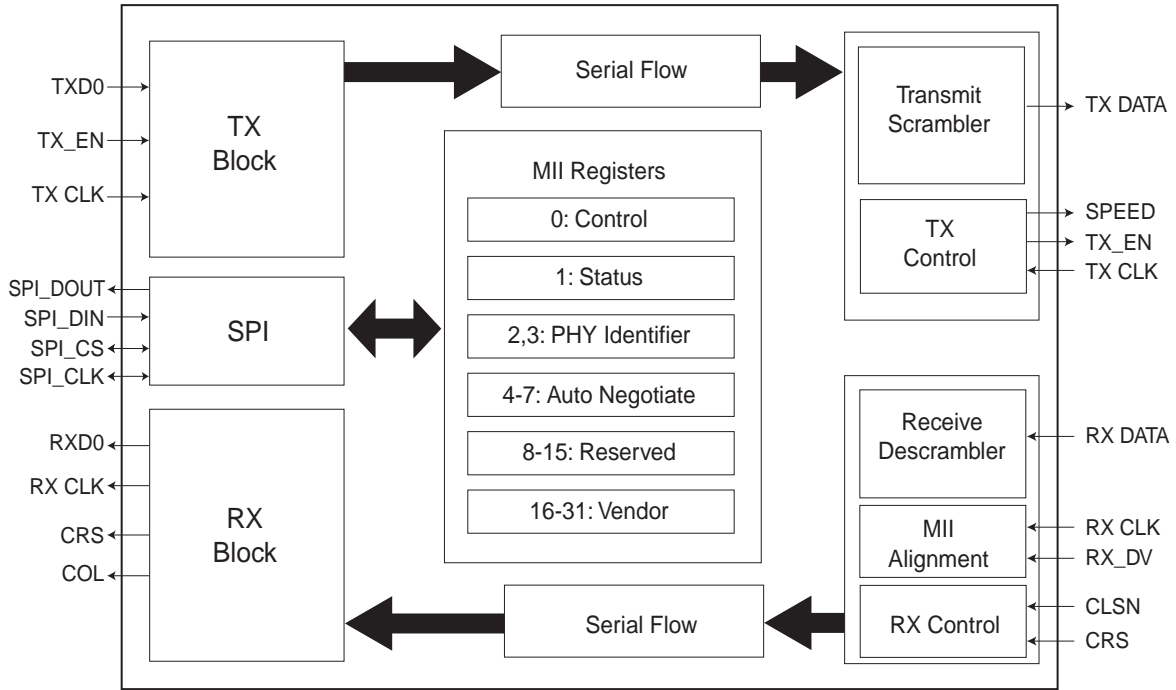 TXD0
TX_EN
TX CLK
TX
Block
Serial Flow
Transmit
Scrambler
TX DATA
TX
Control
SPEED
TX_EN
TX CLK
SPI_DOUT
SPI_DIN
SPI_CS
SPI_CLK
SPI
MII Registers
0: Control
1: Status
2,3: PHY Identifier
4-7: Auto Negotiate
8-15: Reserved
16-31: Vendor
RXD0
RX CLK
CRS
COL
RX
Block
Serial Flow
Receive
Descrambler
RX DATA
MII
Alignment
RX CLK
RX_DV
RX Control
CLSN
CRS